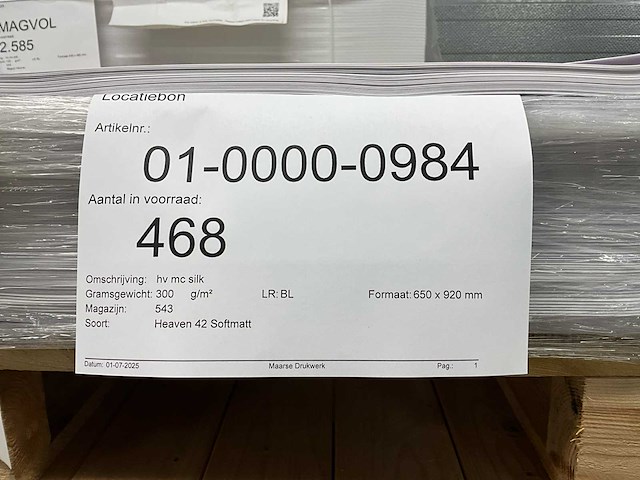 MAGVOL
2.585
Locatiebon
Artikelnr.:
01-0000-0984
Aantal in voorraad:
468
Omschrijving: hv mc silk
Gramsgewicht: 300 g/m² LR: BL Formaat: 650 x 920 mm
Magazijn: 543
Soort: Heaven 42 Softmatt
Datum: 01-07-2025 Maarse Drukwerk Pag.: 1